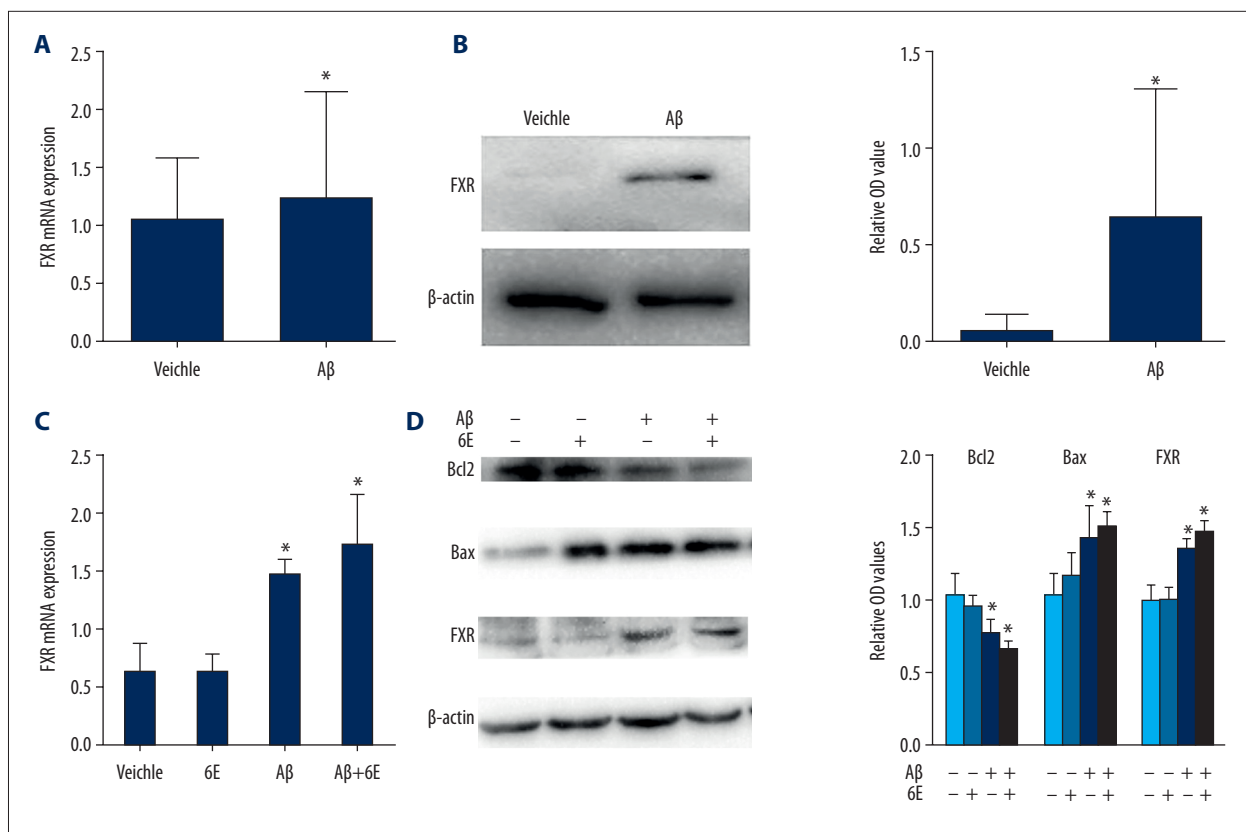 A
FXR mRNA expression
2.5
2.0
1.5
1.0
0.5
0.0
*
Veichle Aβ
B
Veichle Aβ
FXR
β-actin
Relative OD value
1.5
1.0
0.5
0.0
*
Veichle Aβ
C
FXR mRNA expression
2.5
2.0
1.5
1.0
0.5
0.0
* *
Veichle 6E Aβ Aβ+6E
D
Aβ – – + +
6E – + – +
Bcl2
Bax
FXR
β-actin
Relative OD values
2.0
1.5
1.0
0.5
0.0
Bcl2 Bax FXR
* * * * * *
Aβ – – + + – – + + – – + +
6E – + – + – + – + – + – +